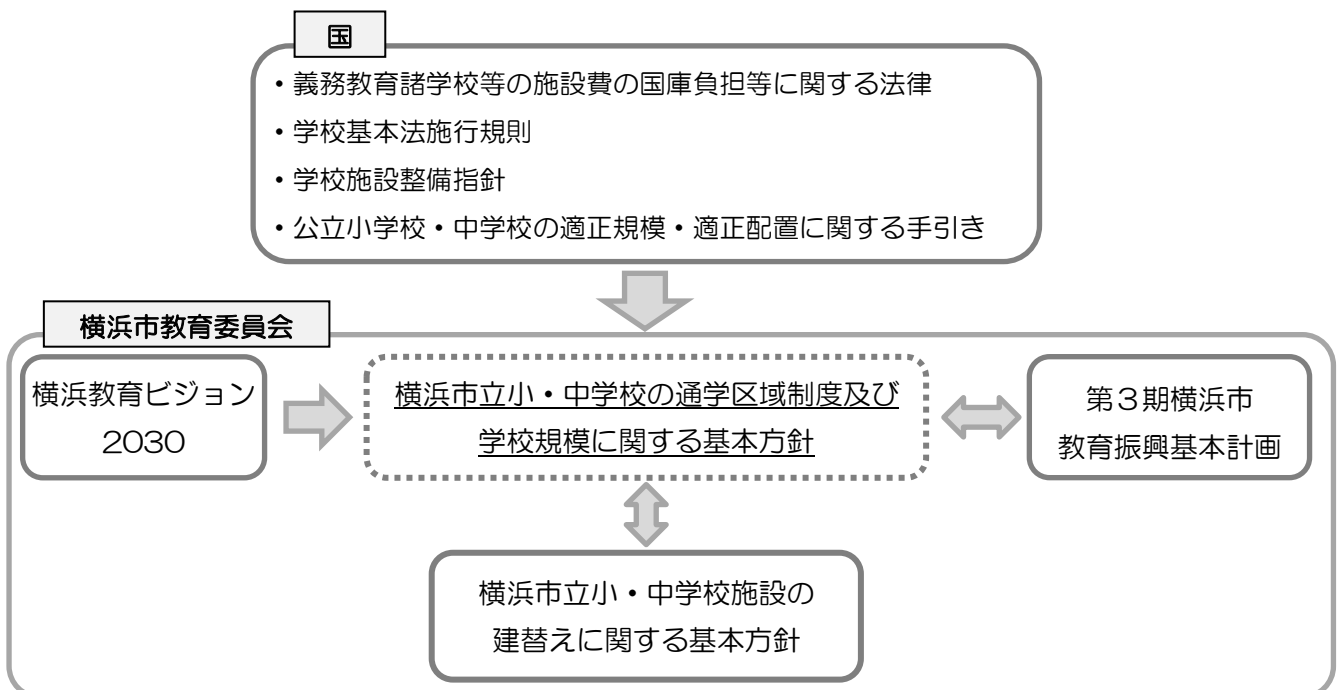 国
・義務教育諸学校等の施設費の国庫負担等に関する法律
・学校基本法施行規則
・学校施設整備指針
・公立小学校・中学校の適正規模・適正配置に関する手引き
横浜市教育委員会
横浜教育ビジョン
2030
横浜市立小・中学校の通学区域制度及び
学校規模に関する基本方針
第3期横浜市
教育振興基本計画
横浜市立小・中学校施設の
建替えに関する基本方針